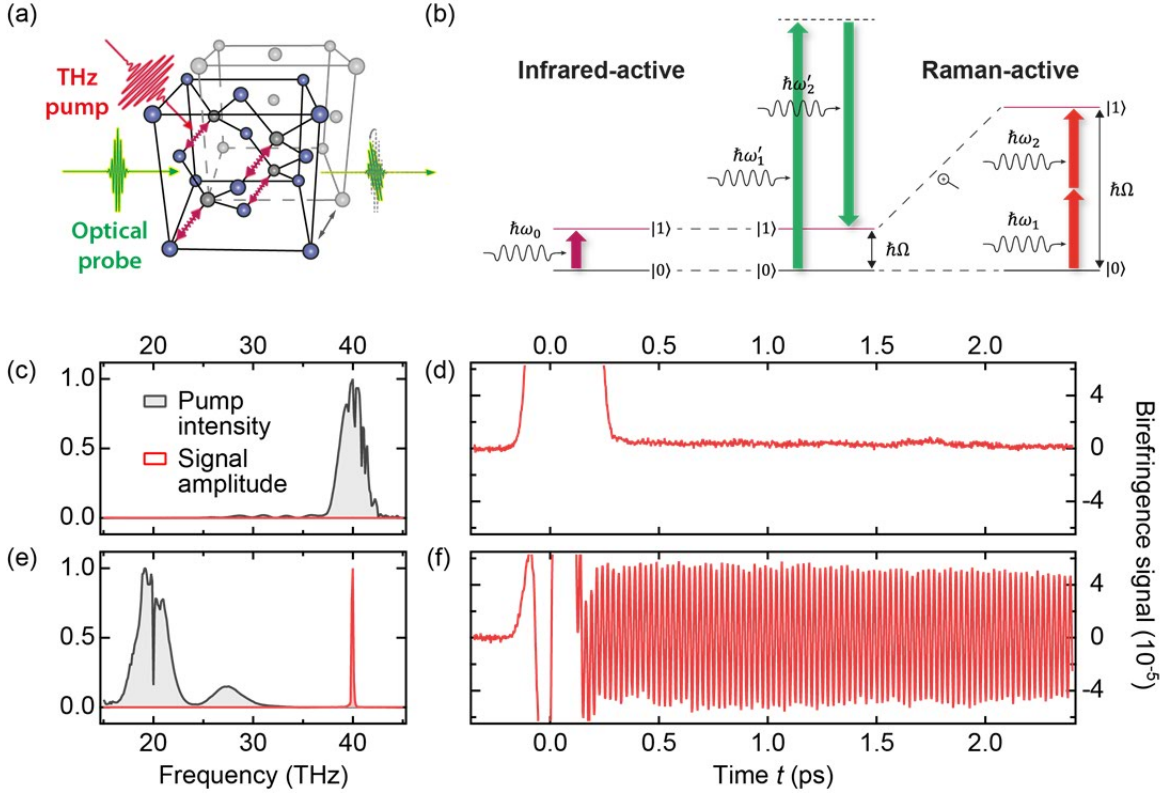 (a)
THz
pump
Optical
probe
(b)
Infrared-active
Raman-active
ℏω₀
|1⟩
|0⟩
ℏω′₁
ℏω′₂
|1⟩
|0⟩
ℏΩ
ℏω₂
ℏω₁
|1⟩
ℏΩ
|0⟩
20 40
(c)
1.0
0.5
0.0
Pump
intensity
Signal
amplitude
0.0 0.5 1.0 1.5 2.0
(d)
4
0
−4
(e)
1.0
0.5
0.0
20 40
Frequency (THz)
(f)
4
0
−4
0.0 0.5 1.0 1.5 2.0
Time t (ps)
Birefringence signal (10⁻⁵)